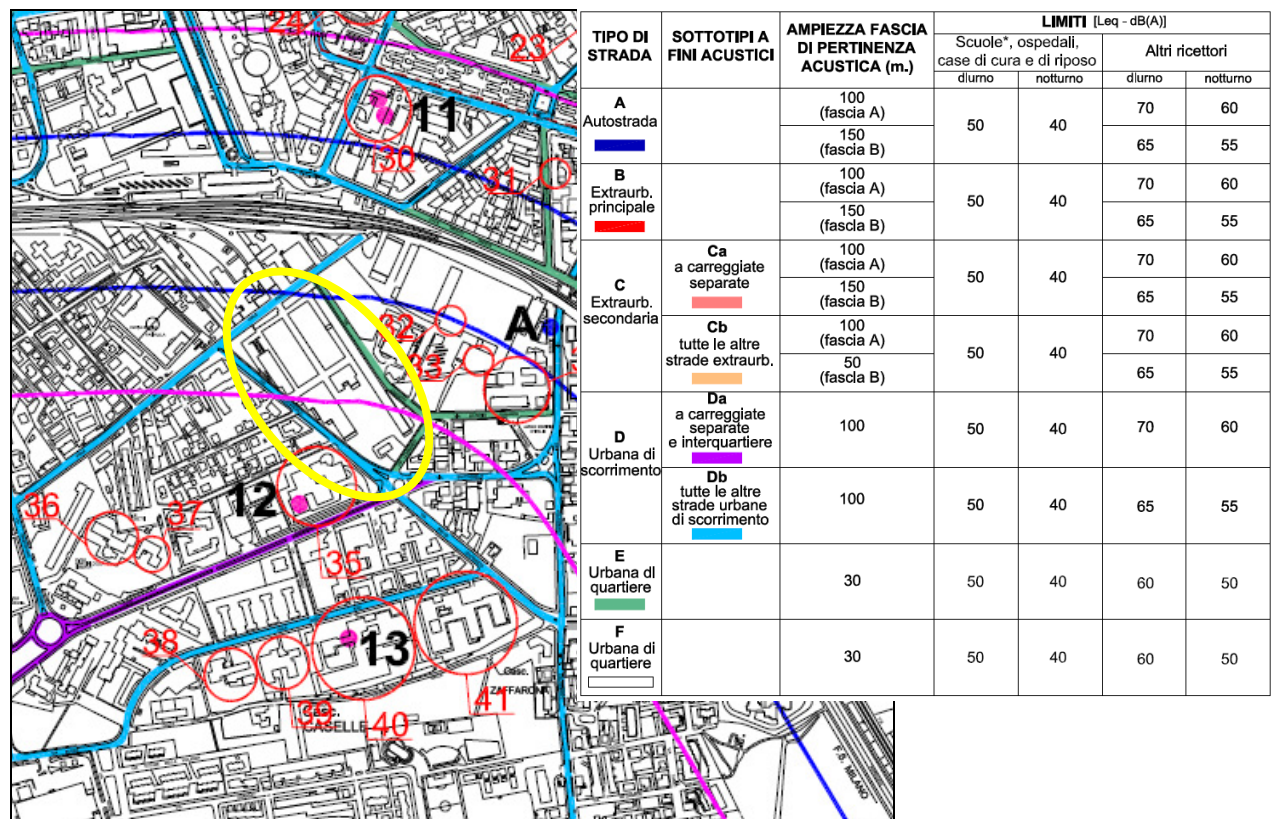 24
23
11
30
31
32
A
33
12
36
37
35
38
13
39
40
41
Casc.
ZAFFARONA
Casc.
CASELLE
F.S. MILANO
TIPO DI STRADA
SOTTOTIPI A FINI ACUSTICI
AMPIEZZA FASCIA DI PERTINENZA ACUSTICA (m.)
LIMITI [Leq - dB(A)]
Scuole*, ospedali, case di cura e di riposo
Altri ricettori
diurno notturno diurno notturno
A
Autostrada
100
(fascia A)
50 40 70 60
150
(fascia B)
65 55
B
Extraurb.
principale
100
(fascia A)
50 40 70 60
150
(fascia B)
65 55
C
Extraurb.
secondaria
Ca
a carreggiate
separate
100
(fascia A)
50 40 70 60
150
(fascia B)
65 55
Cb
tutte le altre
strade extraurb.
100
(fascia A)
50 40 70 60
50
(fascia B)
65 55
D
Urbana di
scorrimento
Da
a carreggiate
separate
e interquartiere
100 50 40 70 60
Db
tutte le altre
strade urbane
di scorrimento
100 50 40 65 55
E
Urbana di
quartiere
30 50 40 60 50
F
Urbana di
quartiere
30 50 40 60 50